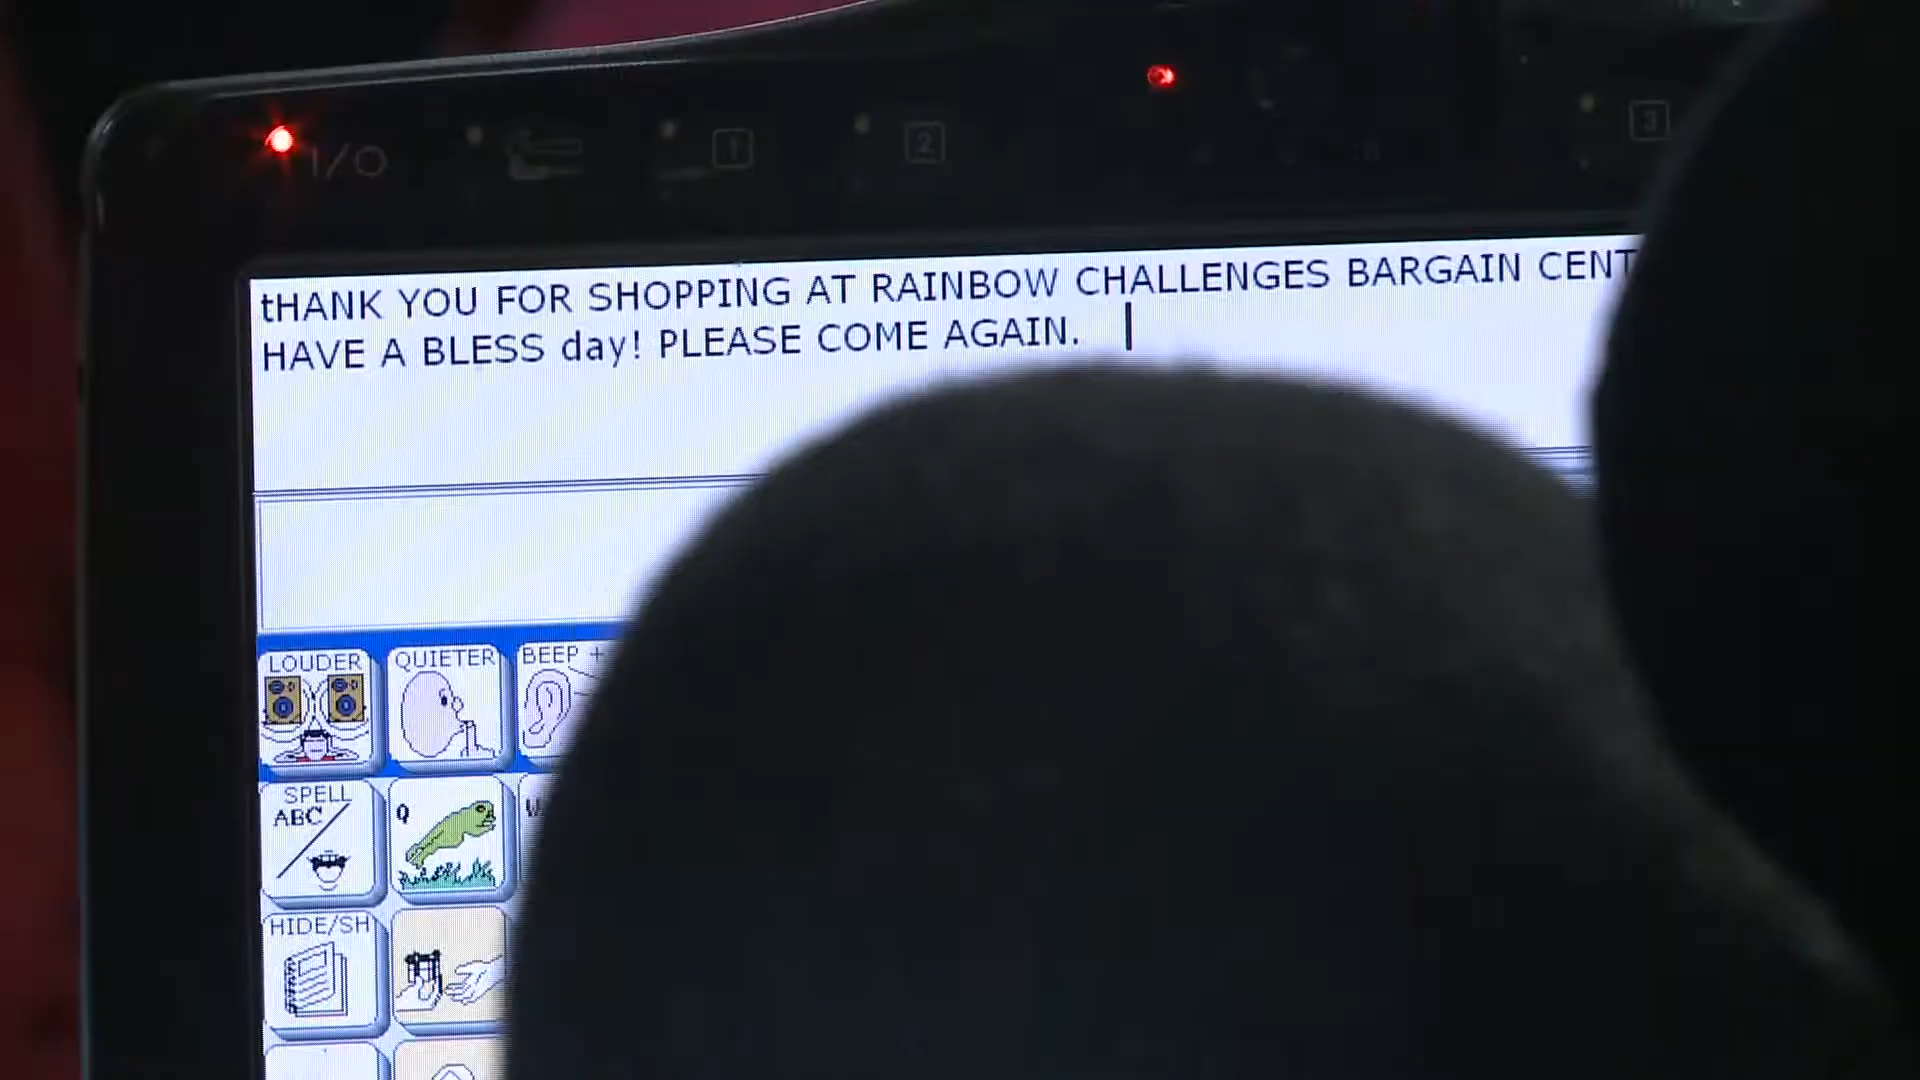 I/O
1
2
3
tHANK YOU FOR SHOPPING AT RAINBOW CHALLENGES BARGAIN CENT
HAVE A BLESS day! PLEASE COME AGAIN.
LOUDER QUIETER BEEP +
SPELL
ABC
Q
W
HIDE/SH